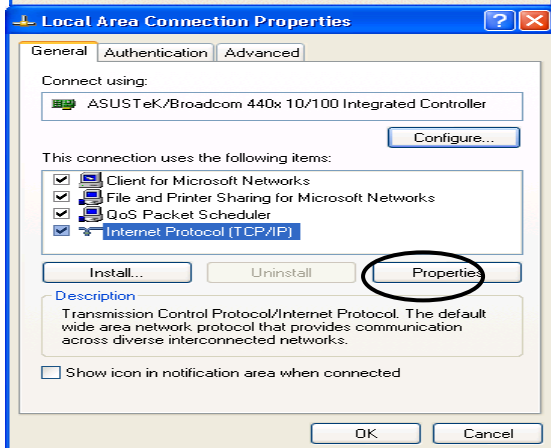 Local Area Connection Properties
General Authentication Advanced
Connect using:
ASUSTeK/Broadcom 440x 10/100 Integrated Controller
Configure...
This connection uses the following items:
Client for Microsoft Networks
File and Printer Sharing for Microsoft Networks
QoS Packet Scheduler
Internet Protocol (TCP/IP)
Install... Uninstall Properties
Description
Transmission Control Protocol/Internet Protocol. The default
wide area network protocol that provides communication
across diverse interconnected networks.
Show icon in notification area when connected
OK Cancel